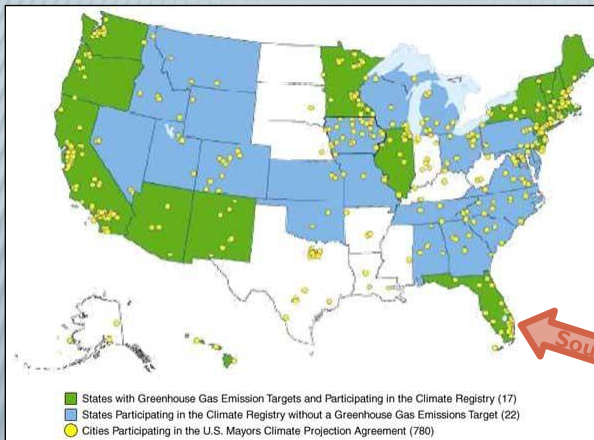 States with Greenhouse Gas Emission Targets and Participating in the Climate Registry (17)
States Participating in the Climate Registry without a Greenhouse Gas Emissions Target (22)
Cities Participating in the U.S. Mayors Climate Projection Agreement (780)